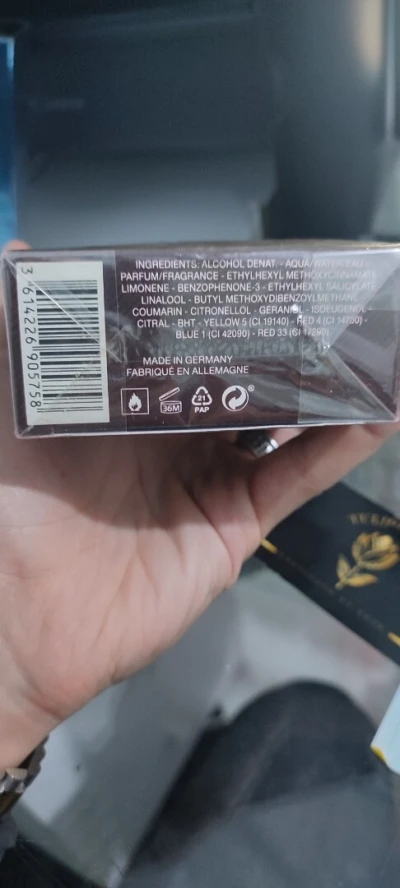 INGREDIENTS: ALCOHOL DENAT. - AQUA/WATER/EAU -
PARFUM/FRAGRANCE - ETHYLHEXYL METHOXYCINNAMATE
LIMONENE - BENZOPHENONE-3 - ETHYLHEXYL SALICYLATE
LINALOOL - BUTYL METHOXYDIBENZOYLMETHANE
COUMARIN - CITRONELLOL - GERANIOL - ISOEUGENOL -
CITRAL - BHT - YELLOW 5 (CI 19140) - RED 4 (CI 14700) -
BLUE 1 (CI 42090) - RED 33 (CI 17200)
MADE IN GERMANY
FABRIQUÉ EN ALLEMAGNE
36M
21
PAP
®
3 614226 905758